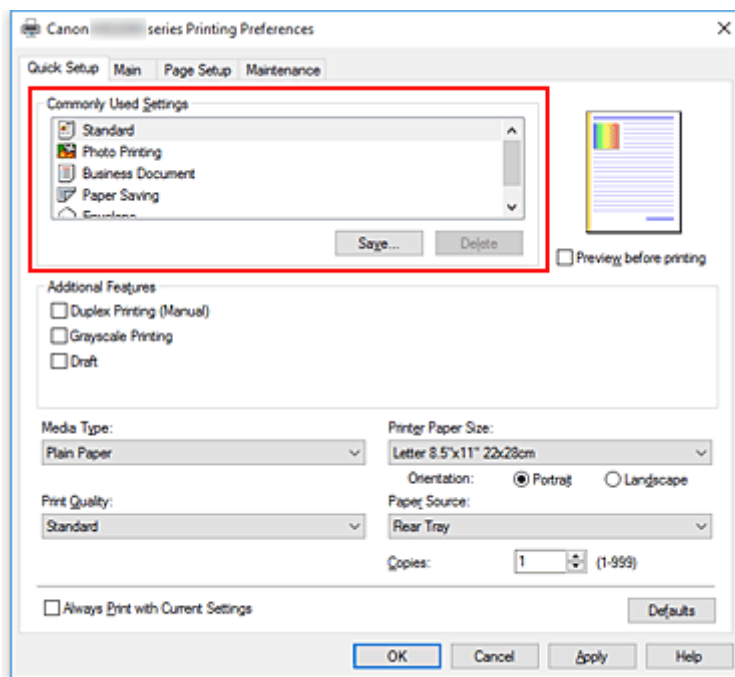 Canon series Printing Preferences
Quick Setup Main Page Setup Maintenance
Commonly Used Settings
Standard
Photo Printing
Business Document
Paper Saving
Envelope
Save... Delete
Preview before printing
Additional Features
Duplex Printing (Manual)
Grayscale Printing
Draft
Media Type: Printer Paper Size:
Plain Paper Letter 8.5"x11" 22x28cm
Orientation: Portrait Landscape
Print Quality: Paper Source:
Standard Rear Tray
Copies: 1 (1-999)
Always Print with Current Settings Defaults
OK Cancel Apply Help